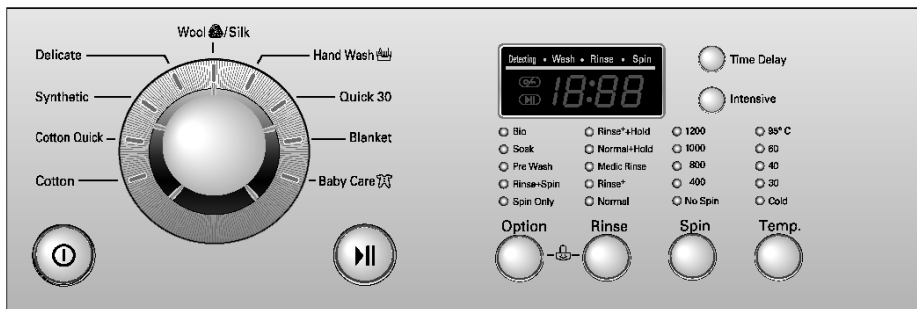 Wool /Silk
Delicate
Hand Wash
Synthetic
Quick 30
Cotton Quick
Blanket
Cotton
Baby Care
Detecting • Wash • Rinse • Spin
18:88
Time Delay
Intensive
Bio
Soak
Pre Wash
Rinse+Spin
Spin Only
Option
Rinse⁺+Hold
Normal+Hold
Medic Rinse
Rinse⁺
Normal
Rinse
1200
1000
800
400
No Spin
Spin
95° C
60
40
30
Cold
Temp.